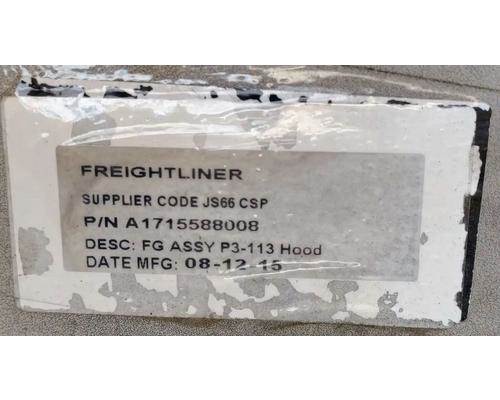 FREIGHTLINER
SUPPLIER CODE JS66 CSP
P/N A1715588008
DESC: FG ASSY P3-113 Hood
DATE MFG: 08-12-15